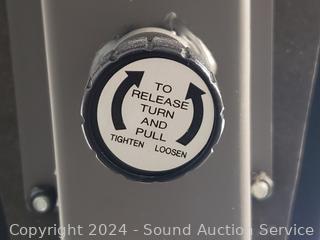 TO
RELEASE
TURN
AND
PULL
TIGHTEN LOOSEN
Copyright 2024 - Sound Auction Service